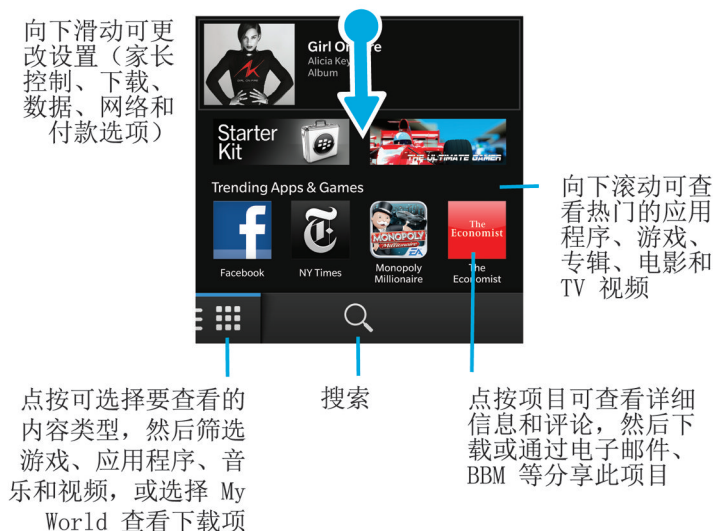 向下滑动可更
改设置（家长
控制、下载、
数据、网络和
付款选项）
Alicia Key
Album
Starter
Kit
THE ULTIMATE GAMER
Trending Apps & Games
MONOPOLY
Millionaire
EA
The
Economist
Facebook
NY Times
Monopoly
Millionaire
The
Economist
向下滚动可查
看热门的应用
程序、游戏、
专辑、电影和
TV 视频
点按可选择要查看的
内容类型，然后筛选
游戏、应用程序、音
乐和视频，或选择 My
World 查看下载项
搜索
点按项目可查看详细
信息和评论，然后下
载或通过电子邮件、
BBM 等分享此项目